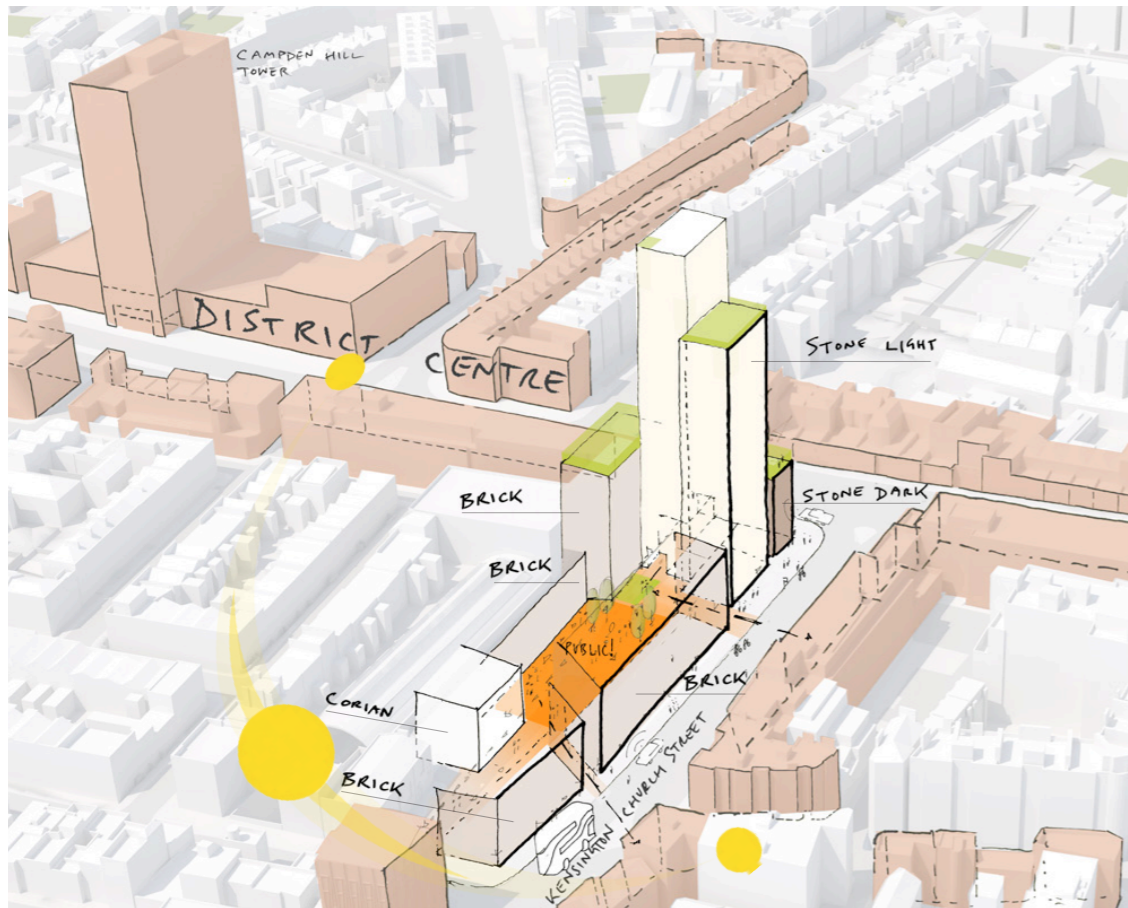 CAMPDEN HILL
TOWER
DISTRICT
CENTRE
STONE LIGHT
BRICK
STONE DARK
BRICK
PUBLIC!
BRICK
CORIAN
BRICK
KENSINGTON CHURCH STREET